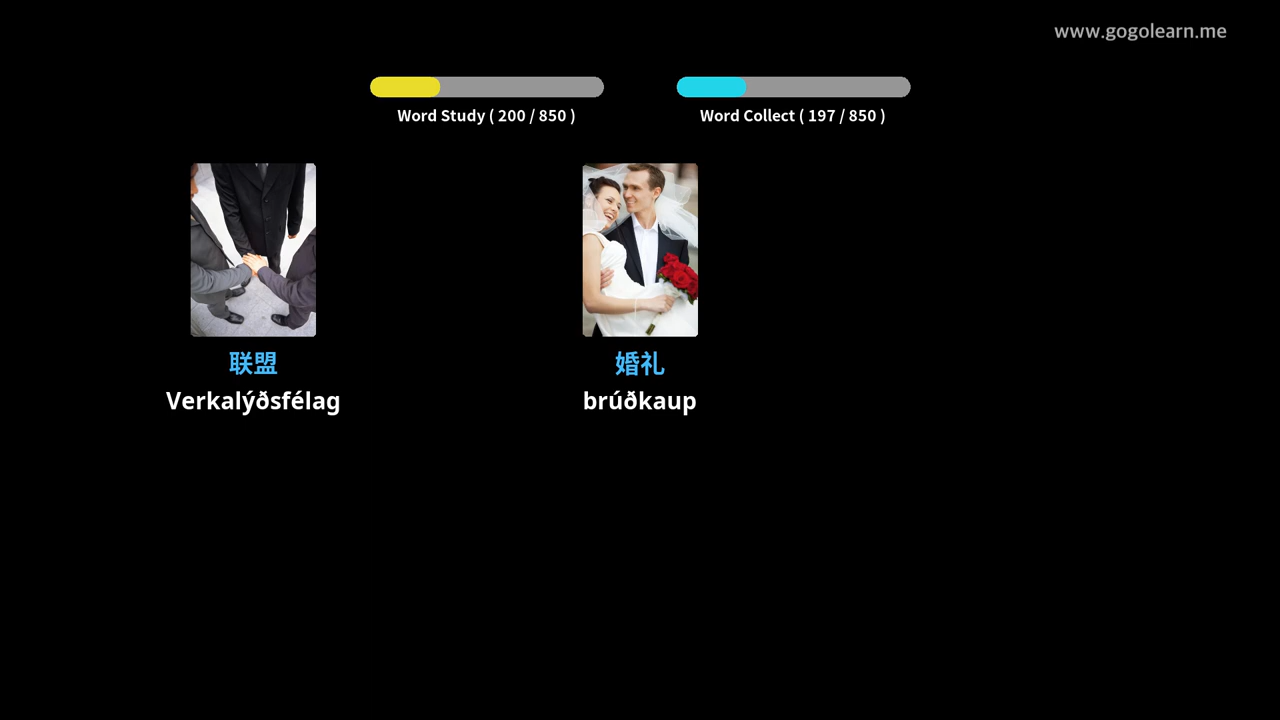 www.gogolearn.me
Word Study ( 200 / 850 )
Word Collect ( 197 / 850 )
联盟
Verkalýðsfélag
婚礼
brúðkaup